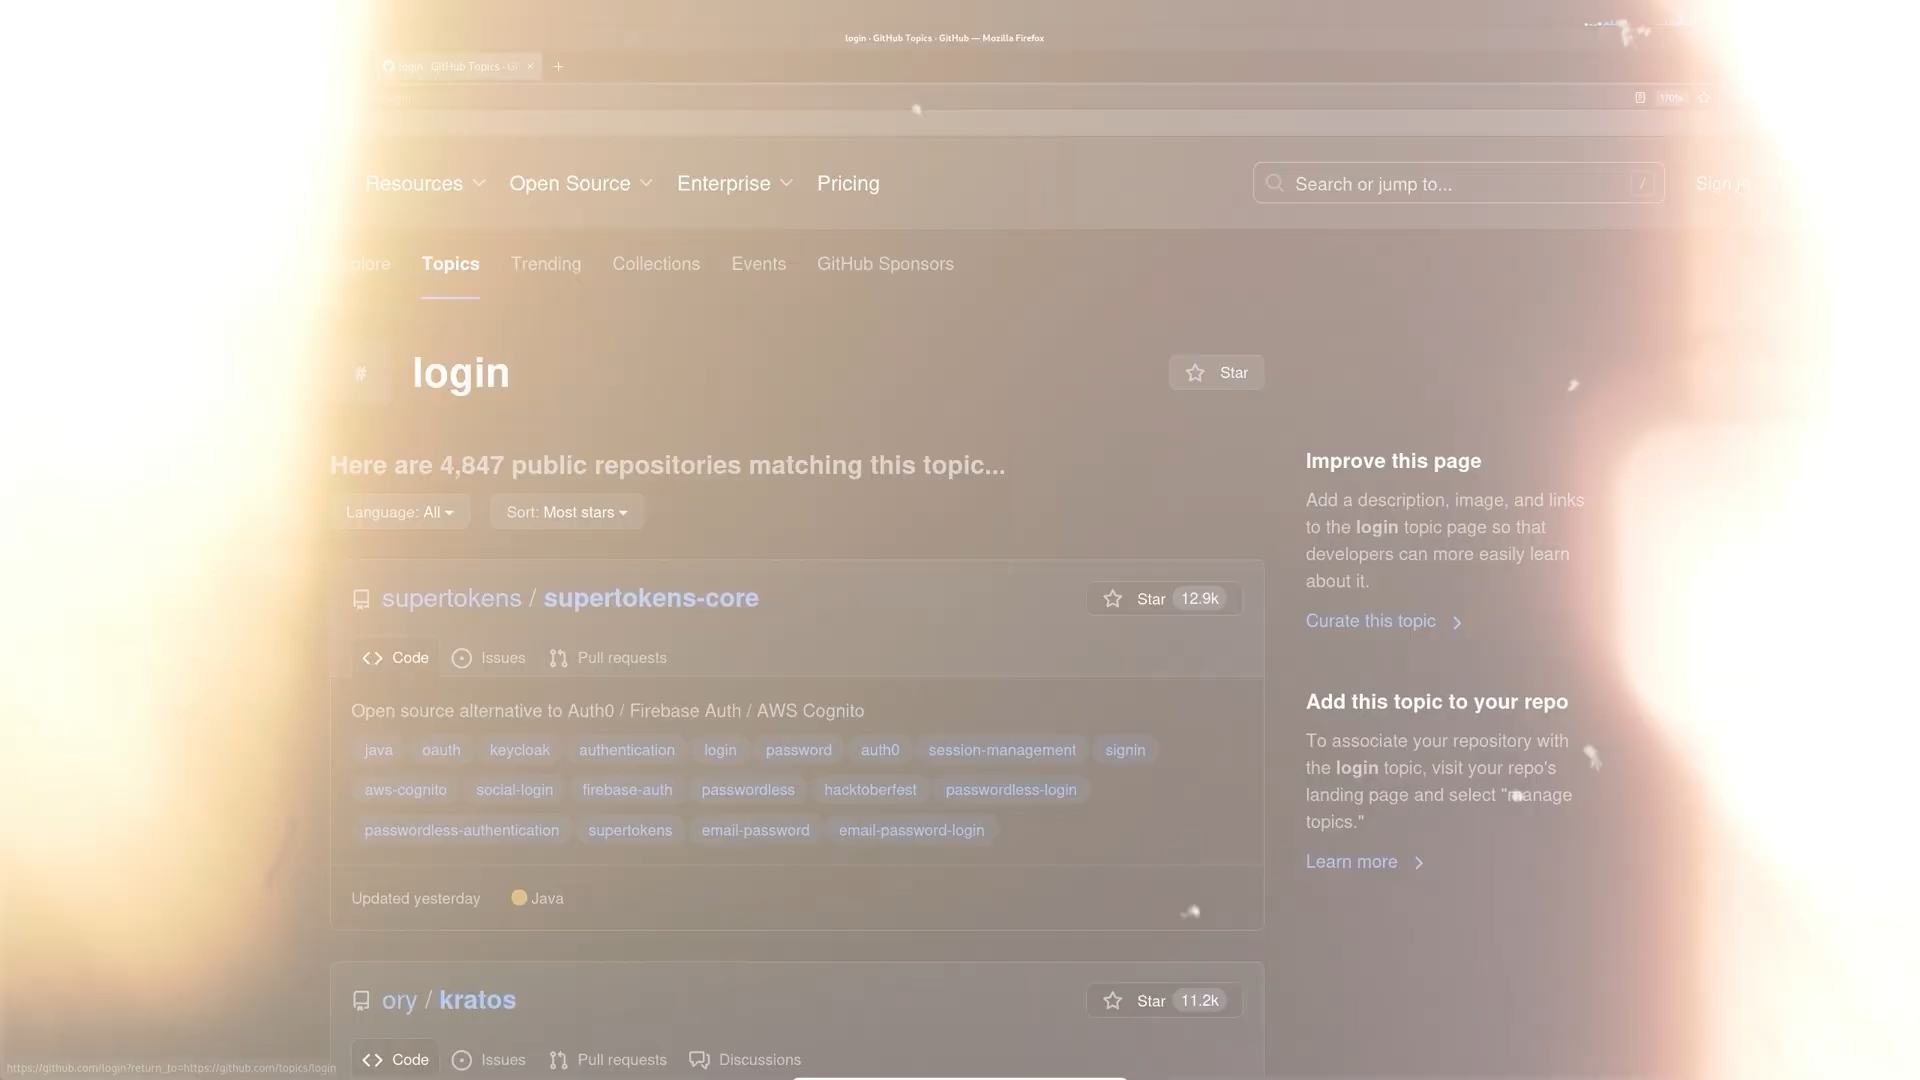 login · GitHub Topics · GitHub — Mozilla Firefox
login · GitHub Topics · Gi
170%
Resources Open Source Enterprise Pricing Search or jump to... / Sign
Topics Trending Collections Events GitHub Sponsors
# login Star
Here are 4,847 public repositories matching this topic...
Language: All Sort: Most stars
supertokens / supertokens-core Star 12.9k
Code Issues Pull requests
Open source alternative to Auth0 / Firebase Auth / AWS Cognito
java oauth keycloak authentication login password auth0 session-management signin
aws-cognito social-login firebase-auth passwordless hacktoberfest passwordless-login
passwordless-authentication supertokens email-password email-password-login
Updated yesterday Java
ory / kratos Star 11.2k
Code Issues Pull requests Discussions
Improve this page
Add a description, image, and links
to the login topic page so that
developers can more easily learn
about it.
Curate this topic
Add this topic to your repo
To associate your repository with
the login topic, visit your repo's
landing page and select "manage
topics."
Learn more
https://github.com/login?return_to=https://github.com/topics/login